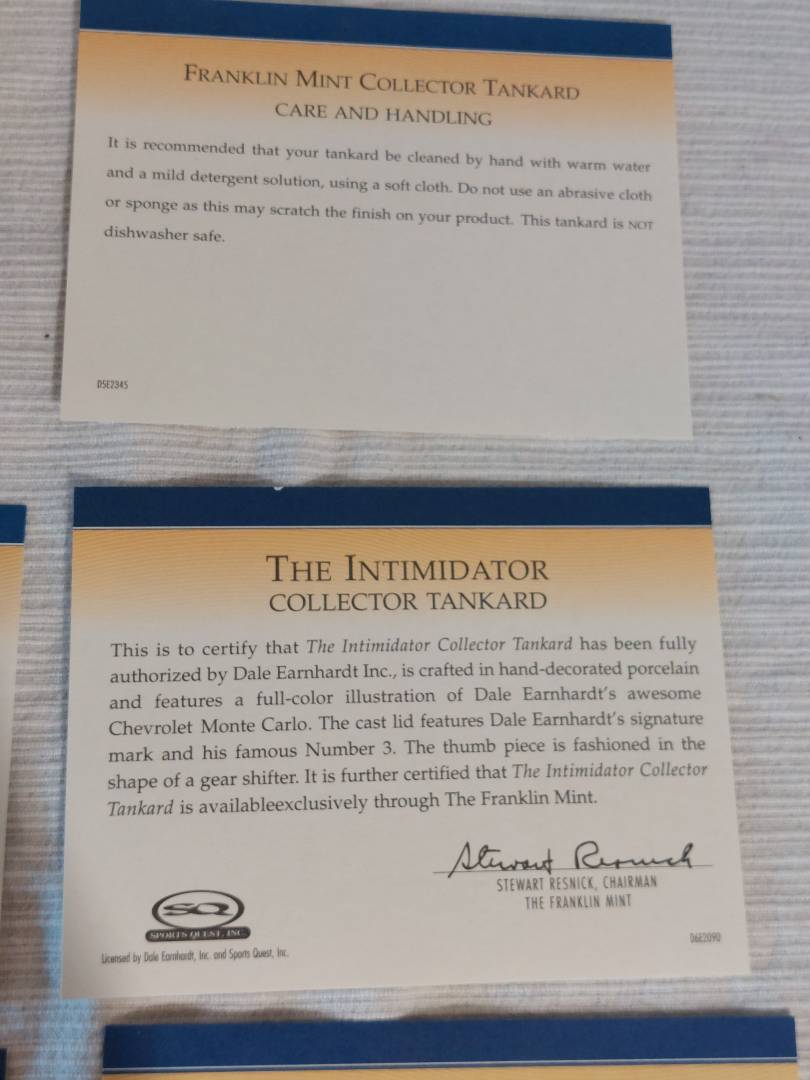 FRANKLIN MINT COLLECTOR TANKARD
CARE AND HANDLING
It is recommended that your tankard be cleaned by hand with warm water
and a mild detergent solution, using a soft cloth. Do not use an abrasive cloth
or sponge as this may scratch the finish on your product. This tankard is NOT
dishwasher safe.
D5E2345
THE INTIMIDATOR
COLLECTOR TANKARD
This is to certify that The Intimidator Collector Tankard has been fully
authorized by Dale Earnhardt Inc., is crafted in hand-decorated porcelain
and features a full-color illustration of Dale Earnhardt's awesome
Chevrolet Monte Carlo. The cast lid features Dale Earnhardt's signature
mark and his famous Number 3. The thumb piece is fashioned in the
shape of a gear shifter. It is further certified that The Intimidator Collector
Tankard is availableexclusively through The Franklin Mint.
Stewart Resnick
STEWART RESNICK, CHAIRMAN
THE FRANKLIN MINT
SQ
SPORTS QUEST, INC.
Licensed by Dale Earnhardt, Inc. and Sports Quest, Inc.
D6E2090